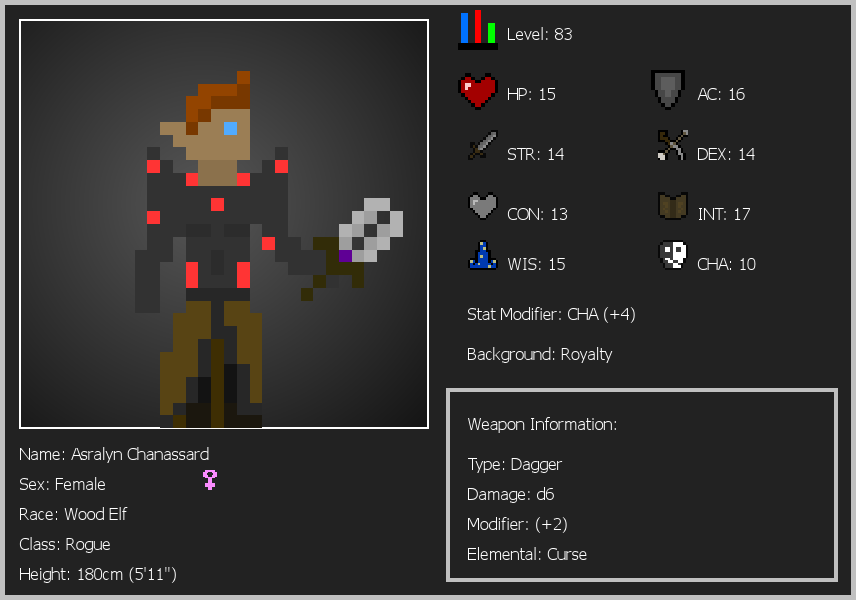 Level: 83
HP: 15
AC: 16
STR: 14
DEX: 14
CON: 13
INT: 17
WIS: 15
CHA: 10
Stat Modifier: CHA (+4)
Background: Royalty
Weapon Information:
Type: Dagger
Damage: d6
Modifier: (+2)
Elemental: Curse
Name: Asralyn Chanassard
Sex: Female
Race: Wood Elf
Class: Rogue
Height: 180cm (5'11")